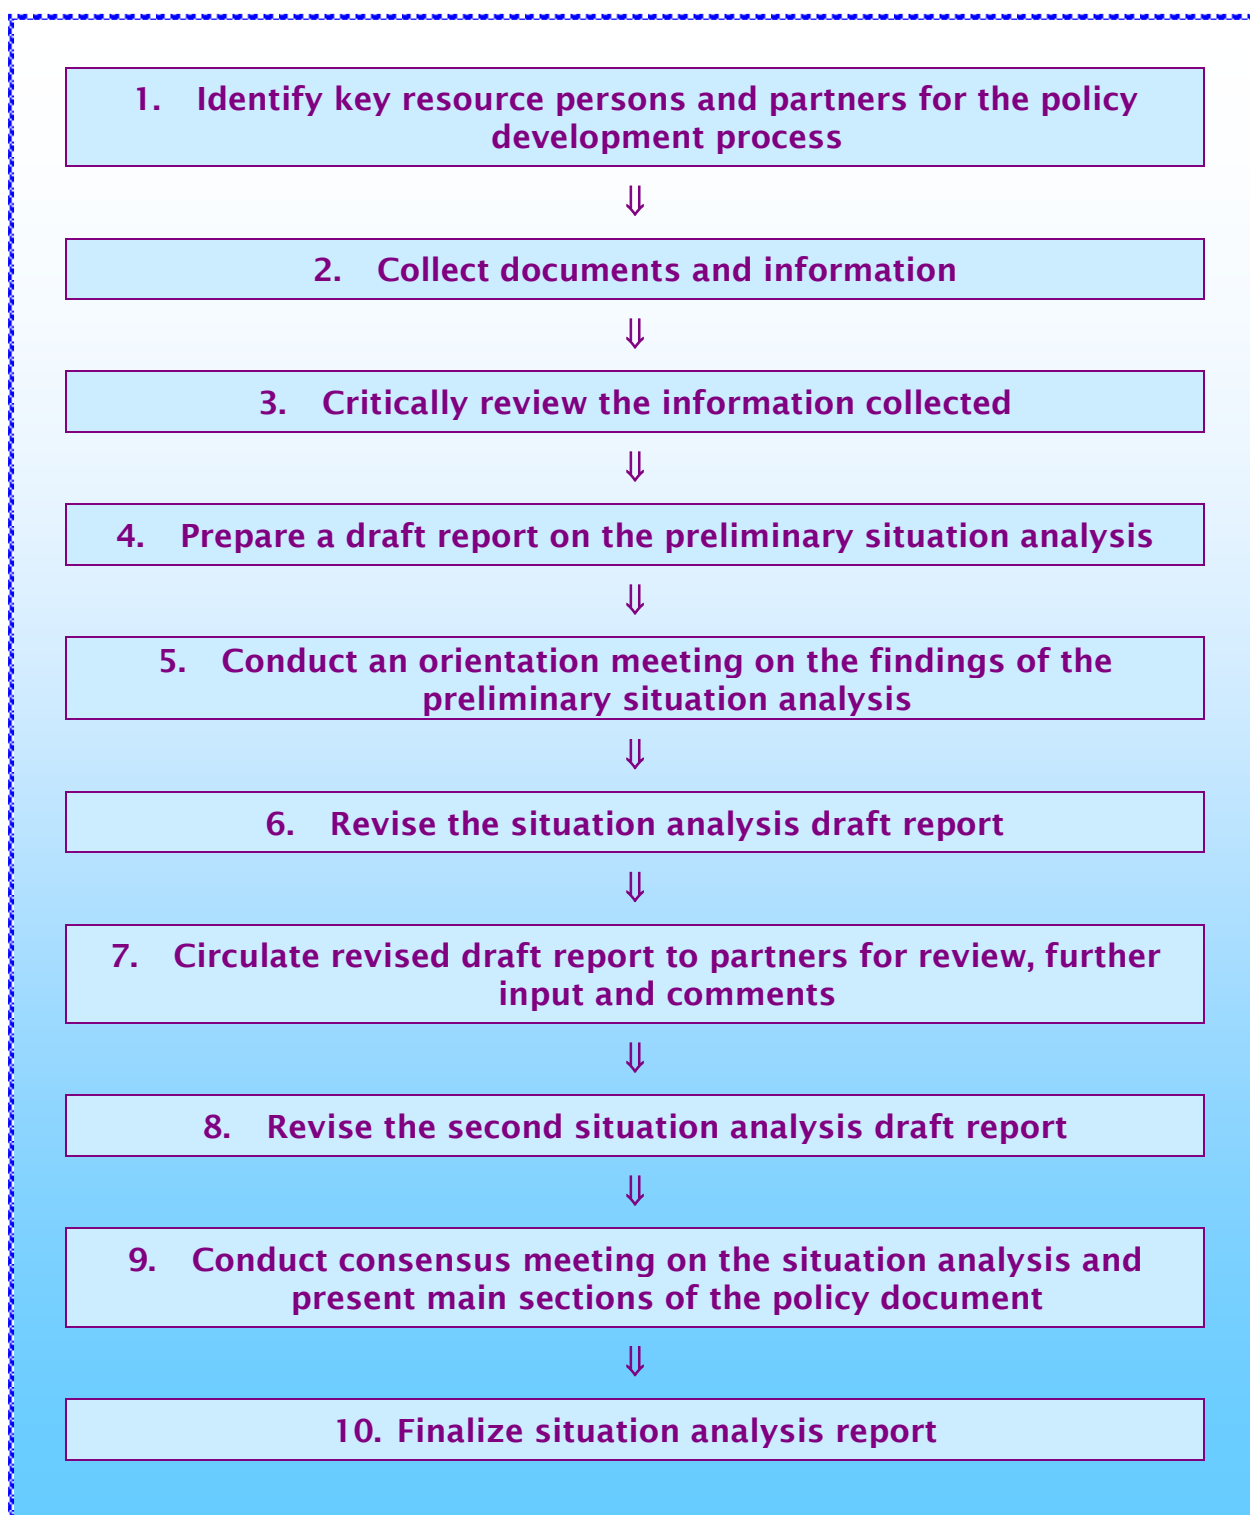 1. Identify key resource persons and partners for the policy
development process
⇓
2. Collect documents and information
⇓
3. Critically review the information collected
⇓
4. Prepare a draft report on the preliminary situation analysis
⇓
5. Conduct an orientation meeting on the findings of the
preliminary situation analysis
⇓
6. Revise the situation analysis draft report
⇓
7. Circulate revised draft report to partners for review, further
input and comments
⇓
8. Revise the second situation analysis draft report
⇓
9. Conduct consensus meeting on the situation analysis and
present main sections of the policy document
⇓
10. Finalize situation analysis report